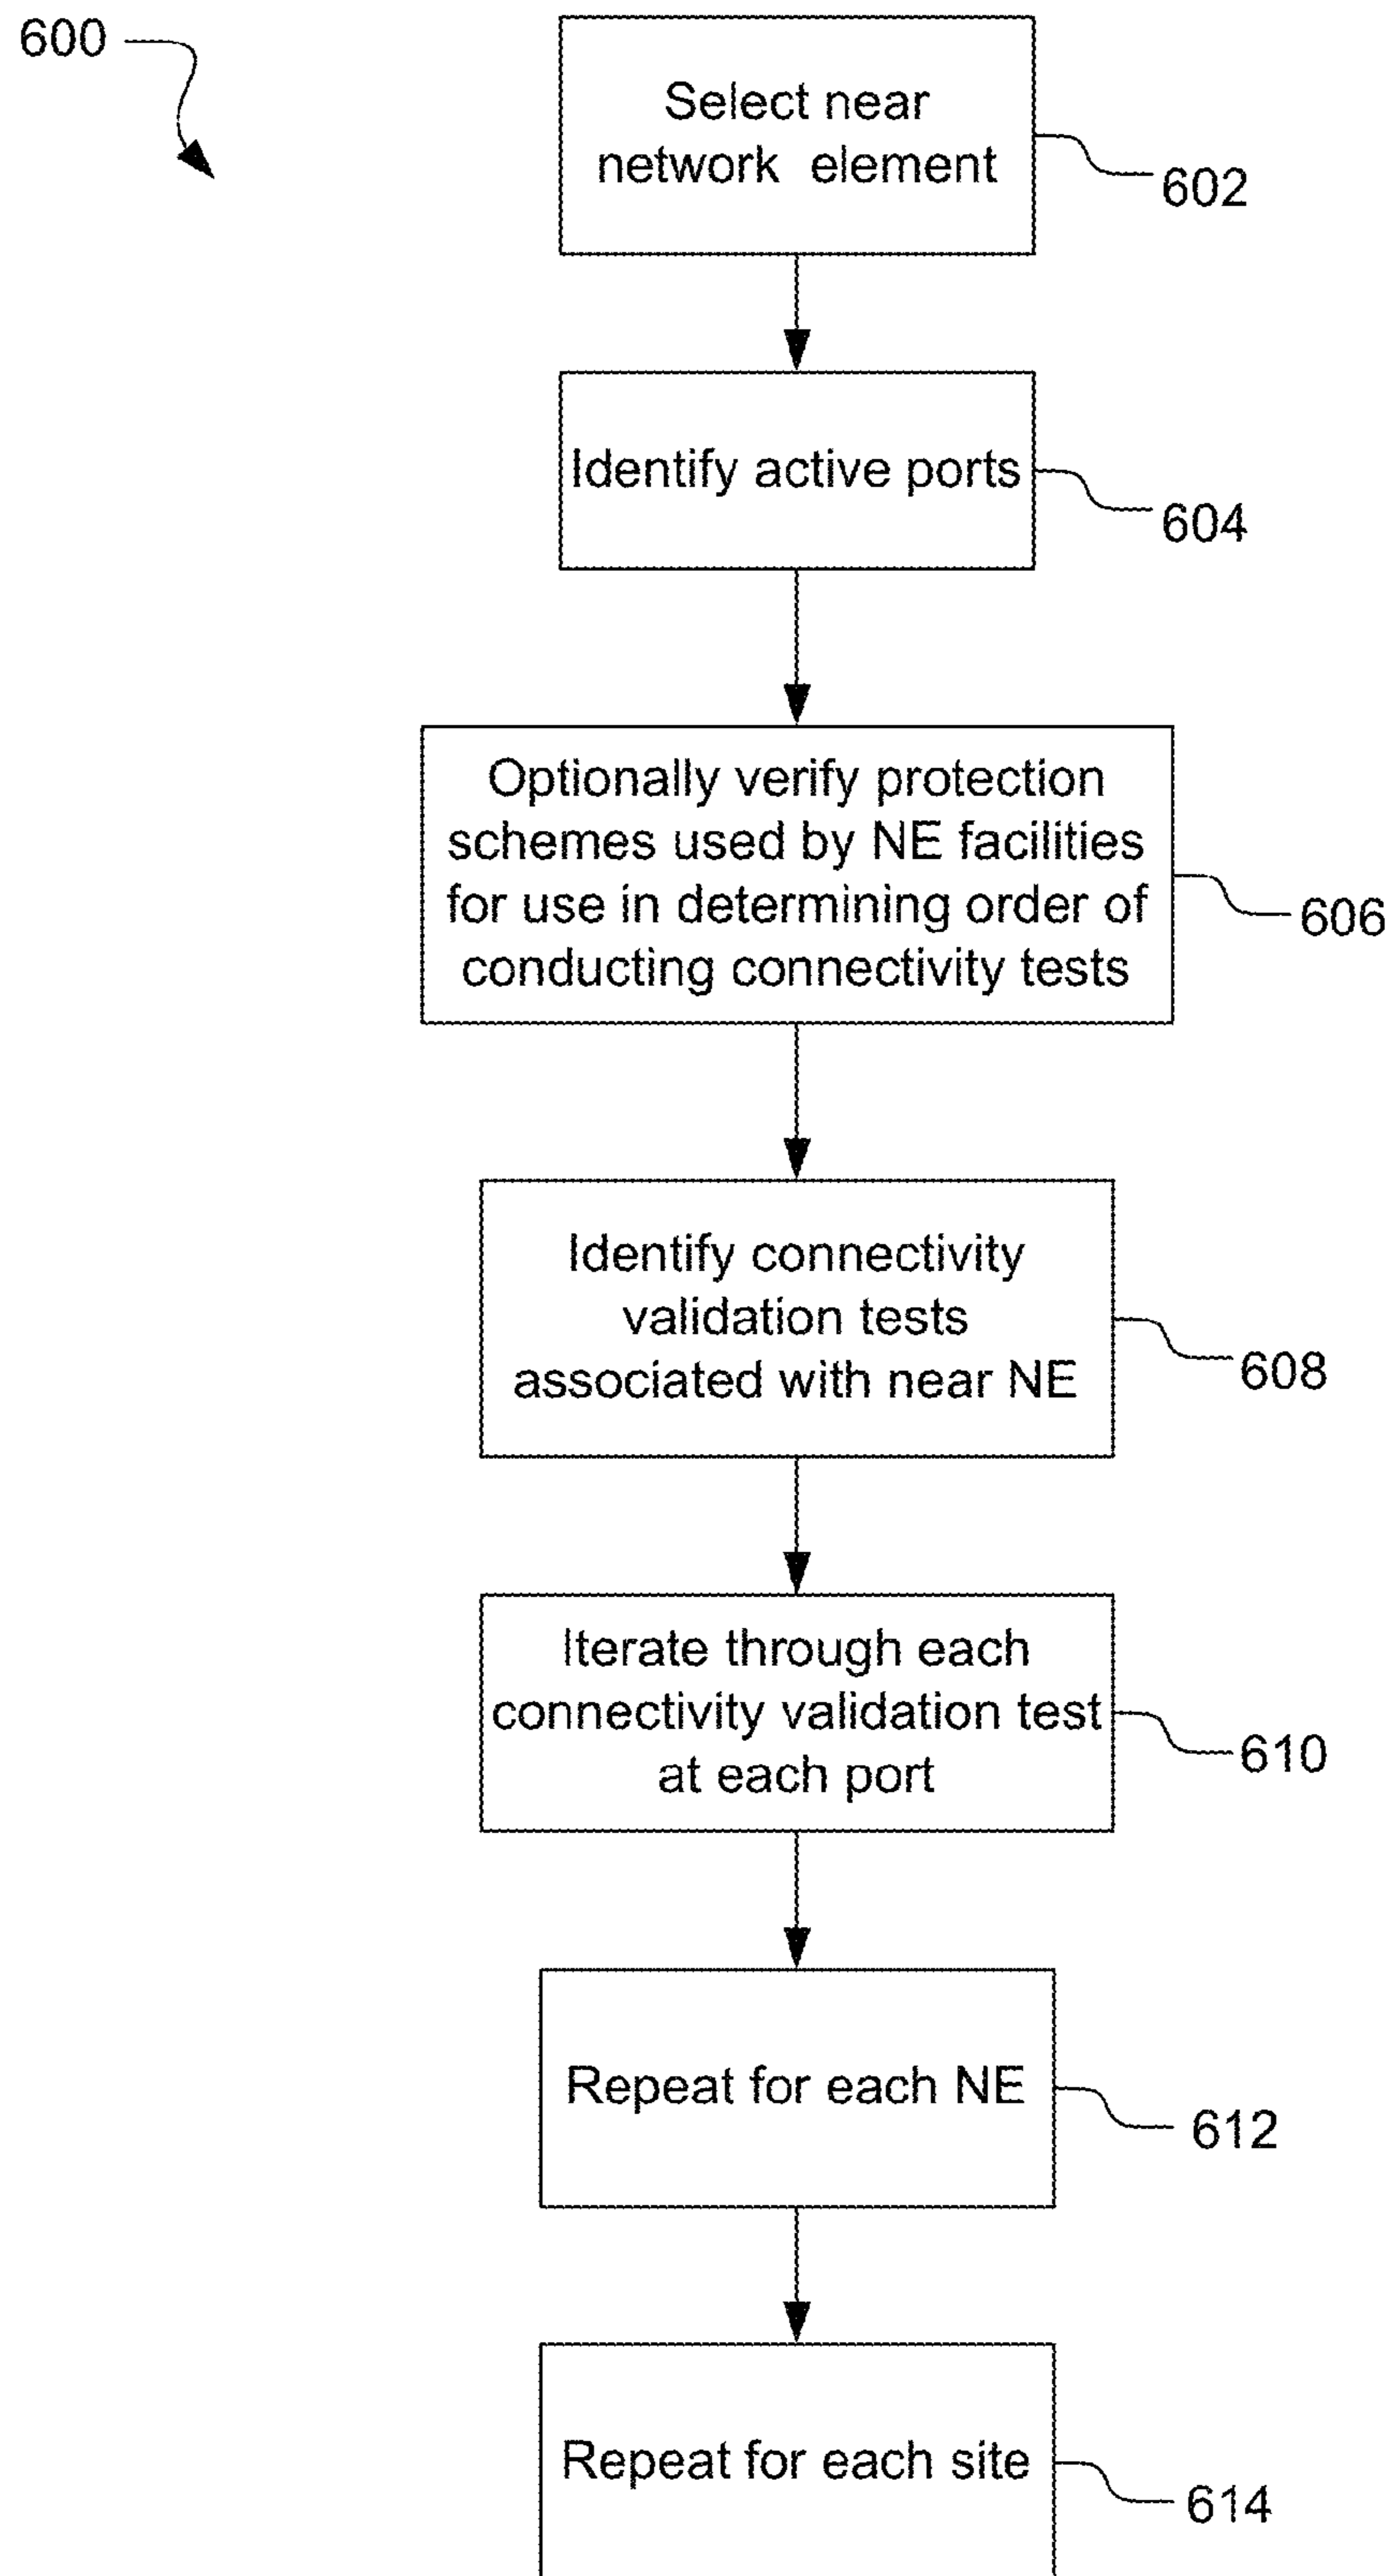 600
Select near
network element
602
Identify active ports
604
Optionally verify protection
schemes used by NE facilities
for use in determining order of
conducting connectivity tests
606
Identify connectivity
validation tests
associated with near NE
608
Iterate through each
connectivity validation test
at each port
610
Repeat for each NE
612
Repeat for each site
614